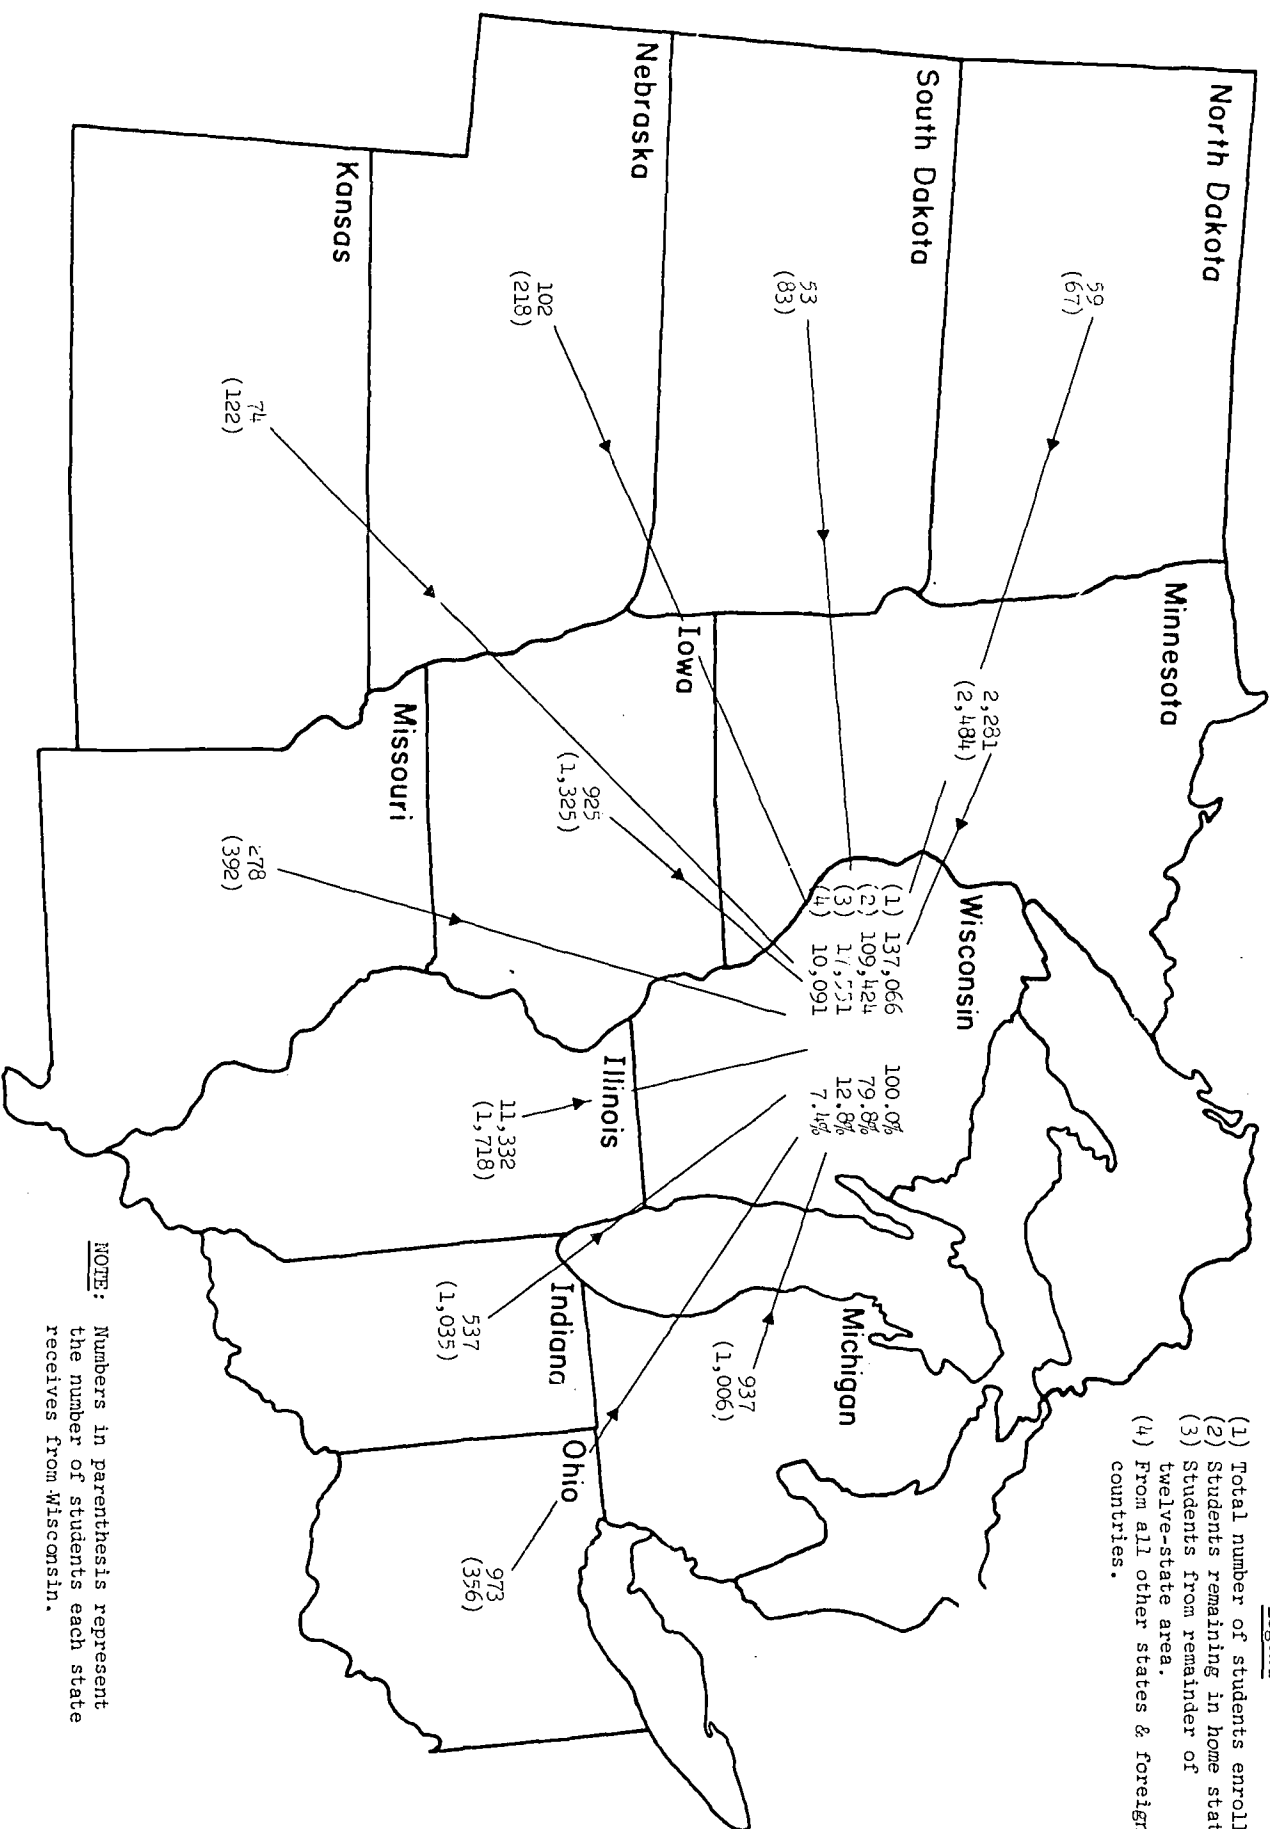 (1) Total number of students enroll
(2) Students remaining in home stat
(3) Students from remainder of
twelve-state area.
(4) From all other states & foreign
countries.
North Dakota
59
(67)
Minnesota
2,281
(2,484)
South Dakota
53
(83)
Wisconsin
(1) 137,066 100.0%
(2) 109,424 79.8%
(3) 12.8%
(4) 10,091 7.4%
Michigan
937
(1,006)
Nebraska
102
(218)
Iowa
925
(1,325)
Illinois
11,332
(1,718)
Indiana
537
(1,035)
Ohio
973
(356)
Kansas
74
(122)
Missouri
(392)
NOTE: Numbers in parenthesis represent
the number of students each state
receives from Wisconsin.